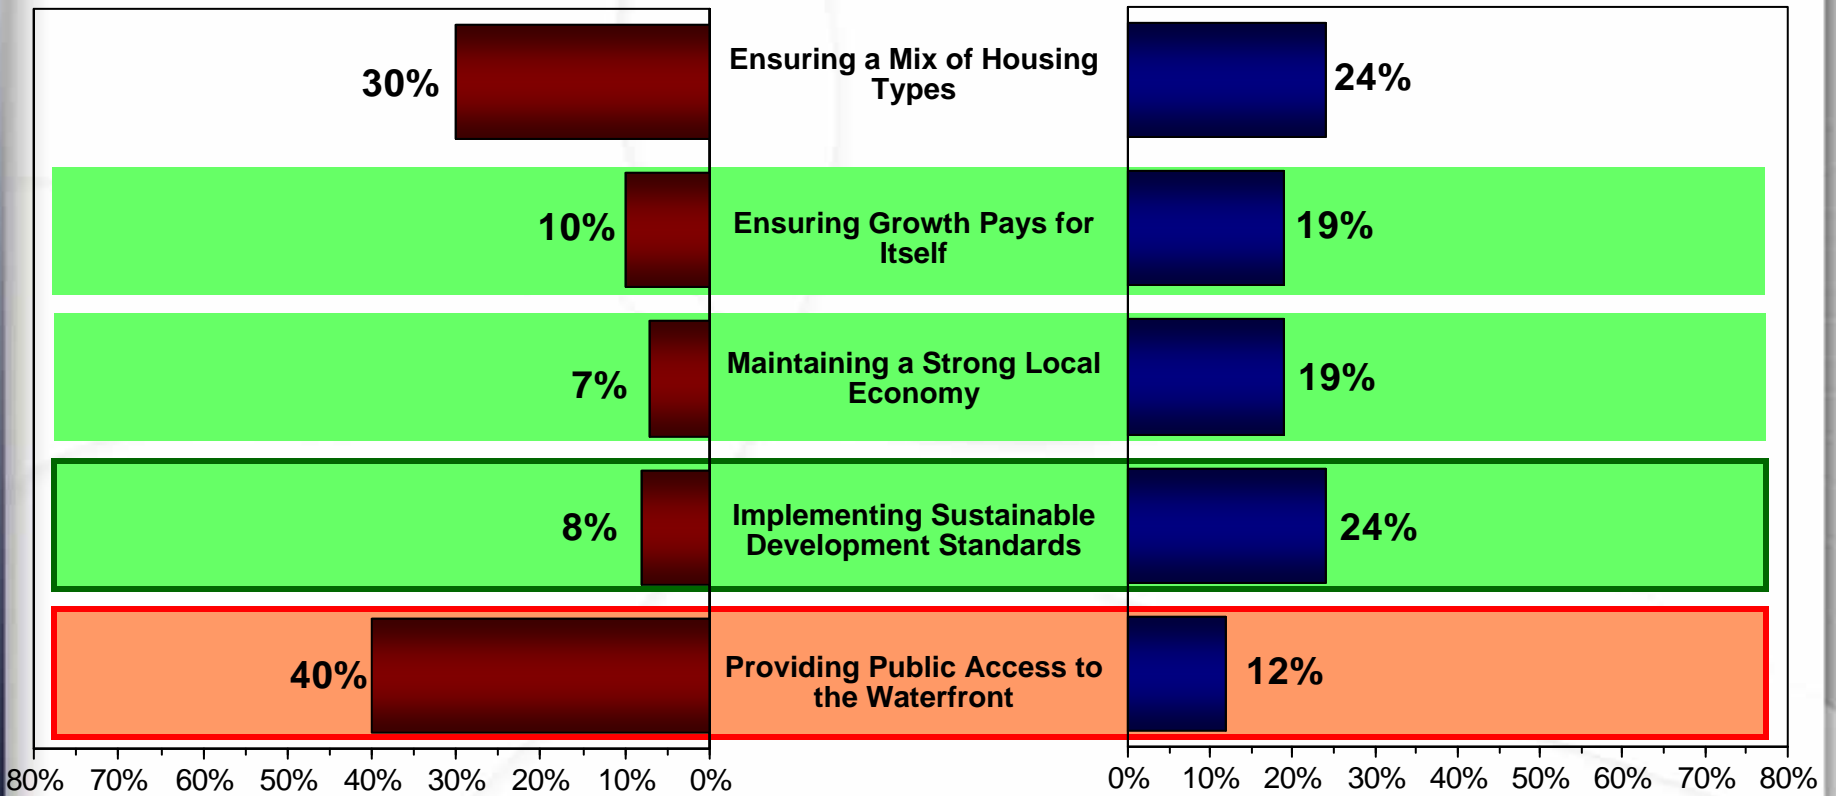 30%
Ensuring a Mix of Housing
Types
24%
10%
Ensuring Growth Pays for
Itself
19%
7%
Maintaining a Strong Local
Economy
19%
8%
Implementing Sustainable
Development Standards
24%
40%
Providing Public Access to
the Waterfront
12%
80% 70% 60% 50% 40% 30% 20% 10% 0%
0% 10% 20% 30% 40% 50% 60% 70% 80%